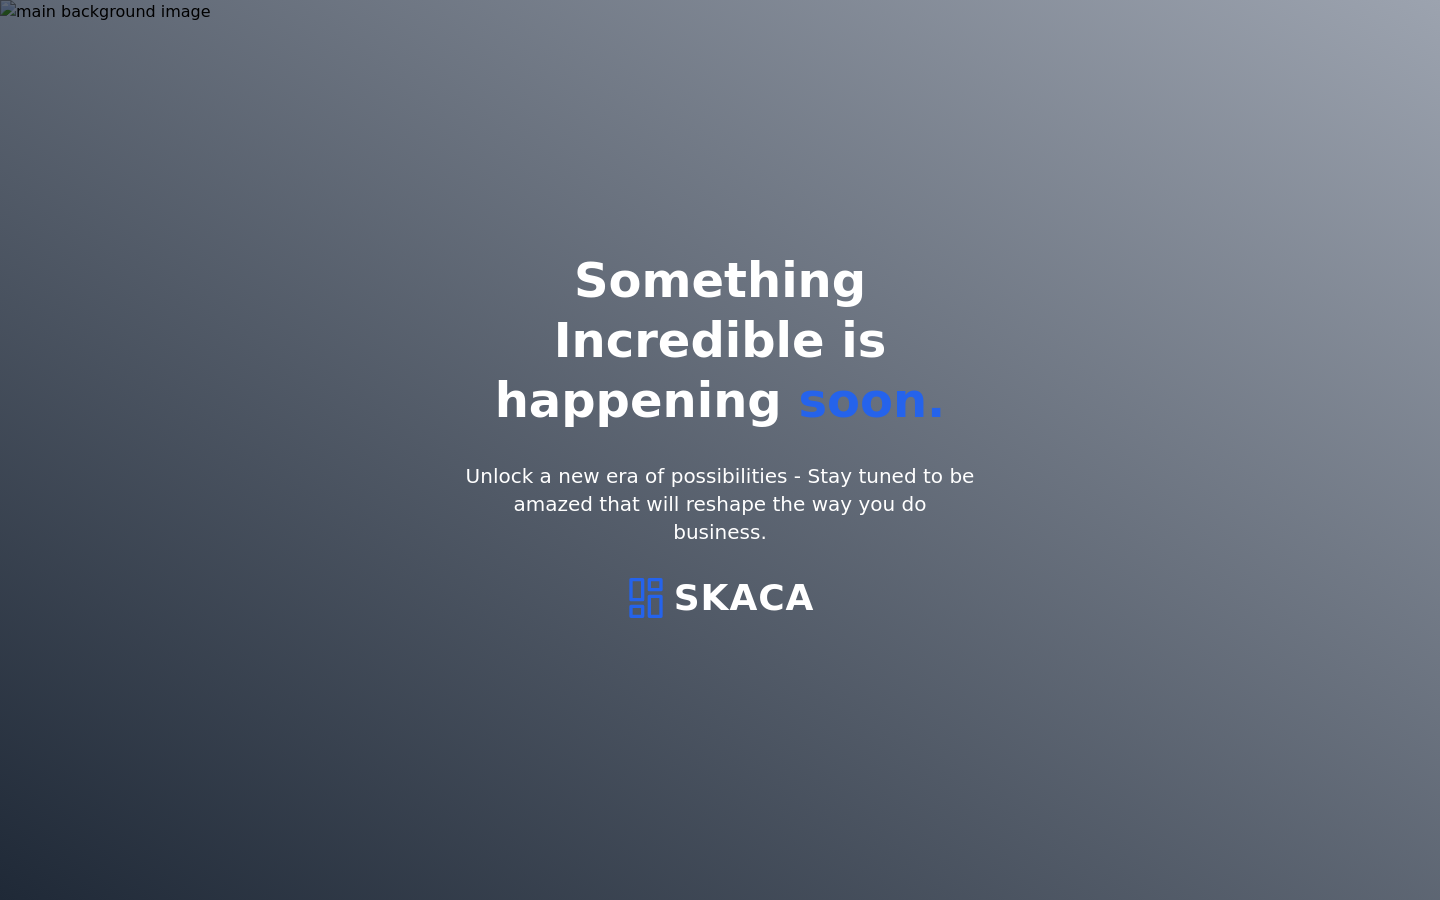 main background image
Something
Incredible is
happening soon.
Unlock a new era of possibilities - Stay tuned to be
amazed that will reshape the way you do
business.
SKACA